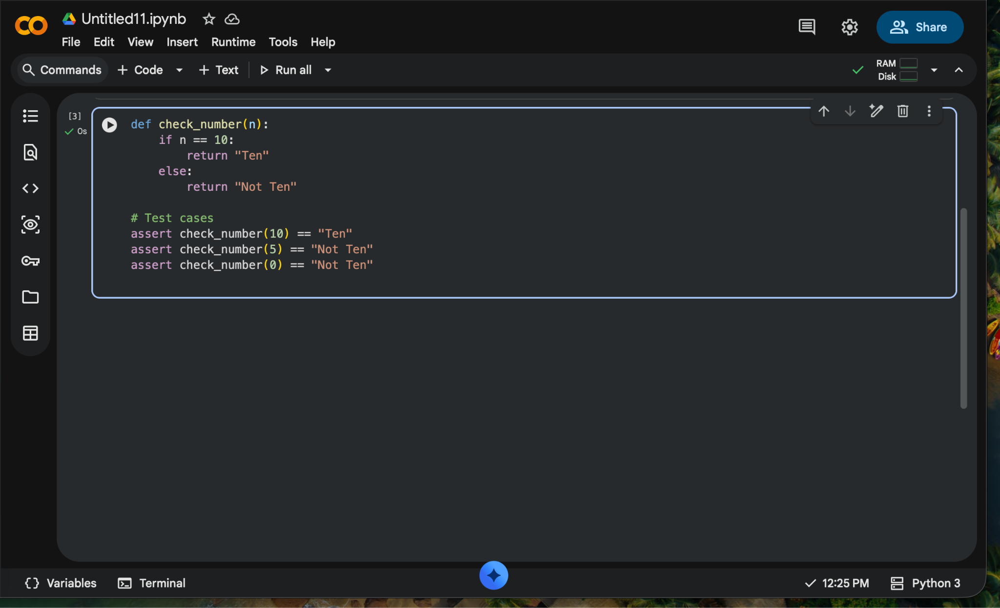 Untitled11.ipynb
File Edit View Insert Runtime Tools Help
Share
Commands + Code + Text Run all
RAM
Disk
[3]
0s
def check_number(n):
    if n == 10:
        return "Ten"
    else:
        return "Not Ten"
# Test cases
assert check_number(10) == "Ten"
assert check_number(5) == "Not Ten"
assert check_number(0) == "Not Ten"
Variables Terminal 12:25 PM Python 3